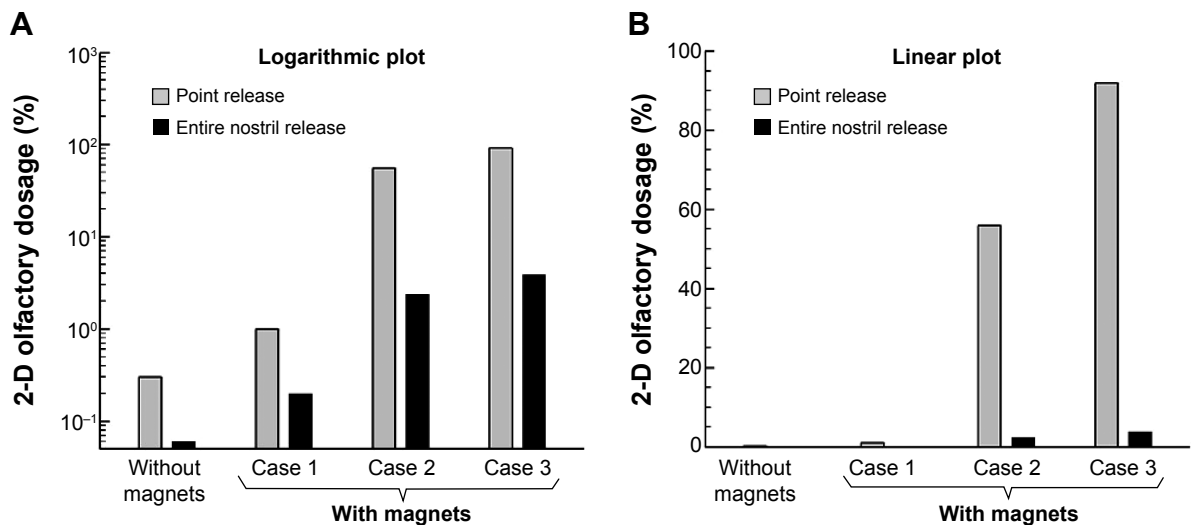 A
Logarithmic plot
Point release
Entire nostril release
2-D olfactory dosage (%)
10³
10²
10¹
10⁰
10⁻¹
Without
magnets
Case 1
Case 2
Case 3
With magnets
B
Linear plot
Point release
Entire nostril release
2-D olfactory dosage (%)
100
80
60
40
20
0
Without
magnets
Case 1
Case 2
Case 3
With magnets